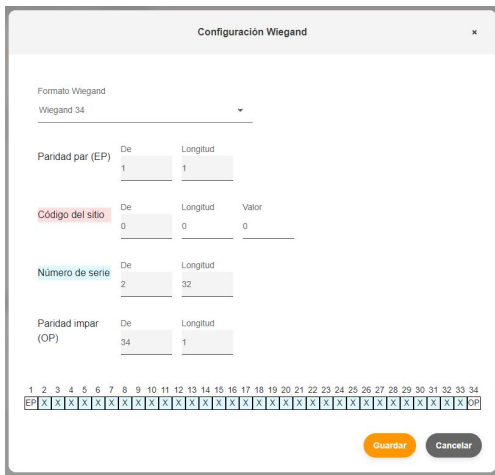 Configuración Wiegand ×
Formato Wiegand
Wiegand 34
Paridad par (EP) De Longitud
1 1
Código del sitio De Longitud Valor
0 0 0
Número de serie De Longitud
2 32
Paridad impar (OP) De Longitud
34 1
1 2 3 4 5 6 7 8 9 10 11 12 13 14 15 16 17 18 19 20 21 22 23 24 25 26 27 28 29 30 31 32 33 34
EP X X X X X X X X X X X X X X X X X X X X X X X X X X X X X X X X OP
Guardar Cancelar